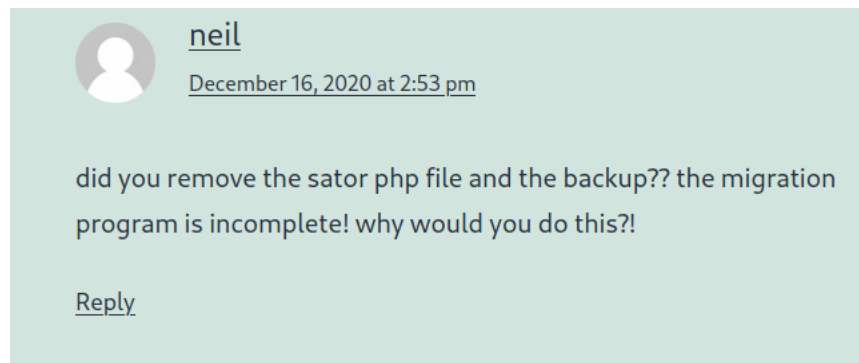 neil
December 16, 2020 at 2:53 pm
did you remove the sator php file and the backup?? the migration
program is incomplete! why would you do this?!
Reply